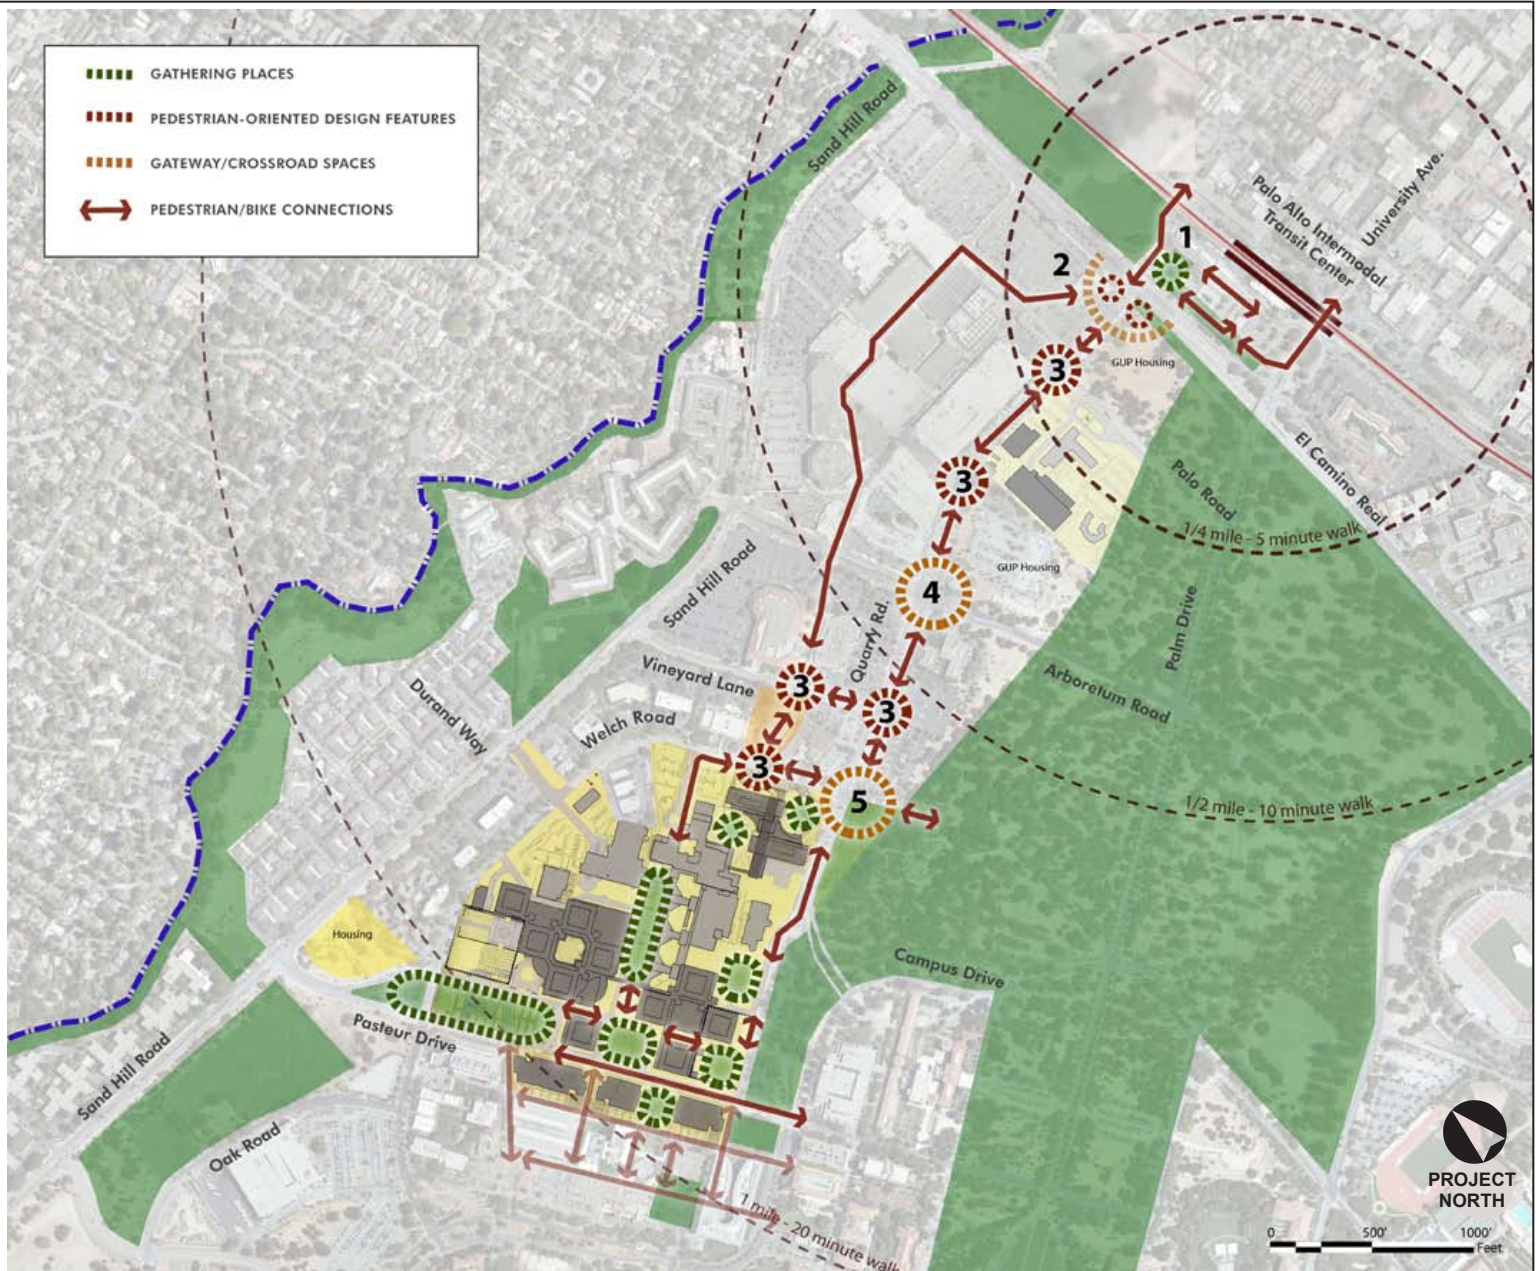 GATHERING PLACES
PEDESTRIAN-ORIENTED DESIGN FEATURES
GATEWAY/CROSSROAD SPACES
PEDESTRIAN/BIKE CONNECTIONS
Sand Hill Road
University Ave.
Palo Alto Intermodal
Transit Center
1
2
GUP Housing
3
El Camino Real
Palo Road
3
1/4 mile - 5 minute walk
GUP Housing
4
Sand Hill Road
Quarry Rd.
Palm Drive
Vineyard Lane
3
3
Arboretum Road
Durand Way
Welch Road
3
5
1/2 mile - 10 minute walk
Housing
Campus Drive
Pasteur Drive
Sand Hill Road
Oak Road
1 mile - 20 minute walk
PROJECT
NORTH
0 500' 1000'
Feet